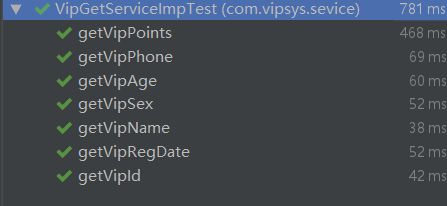 VipGetServiceImpTest (com.vipsys.sevice) 781 ms
getVipPoints 468 ms
getVipPhone 69 ms
getVipAge 60 ms
getVipSex 52 ms
getVipName 38 ms
getVipRegDate 52 ms
getVipId 42 ms